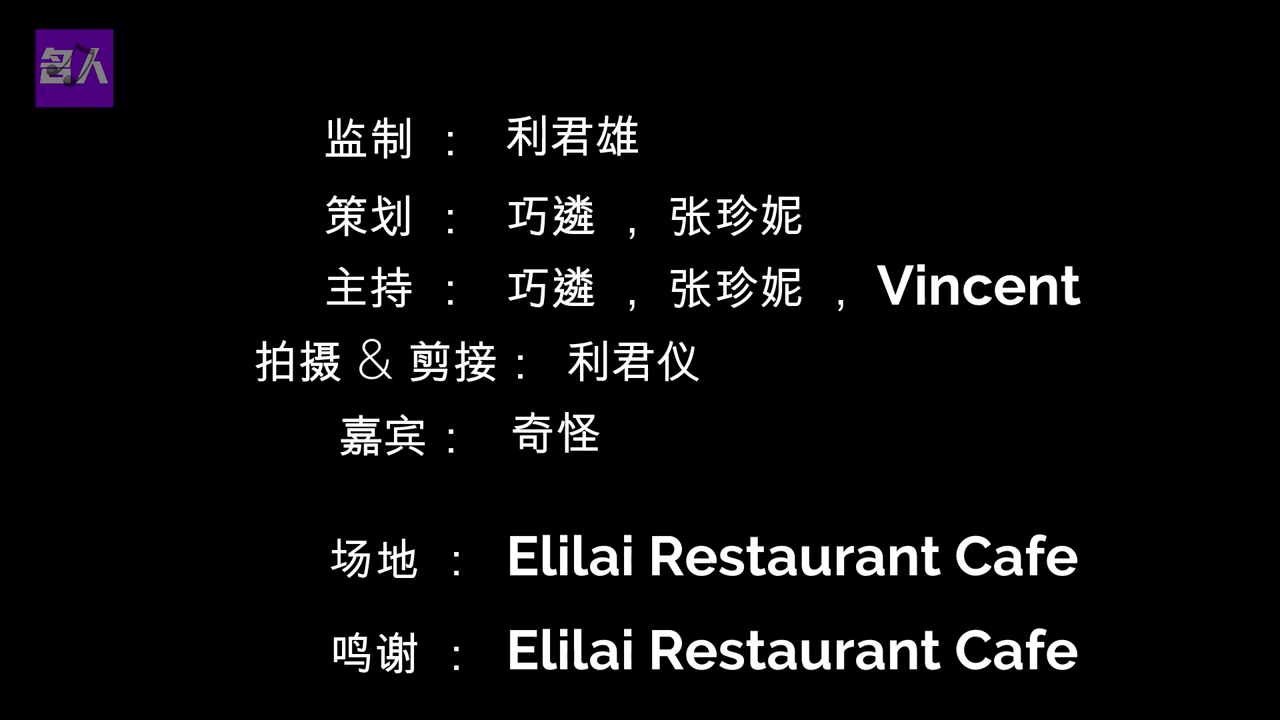 名人
监制 : 利君雄
策划 : 巧遴 , 张珍妮
主持 : 巧遴 , 张珍妮 , Vincent
拍摄 & 剪接 : 利君仪
嘉宾 : 奇怪
场地 : Elilai Restaurant Cafe
鸣谢 : Elilai Restaurant Cafe